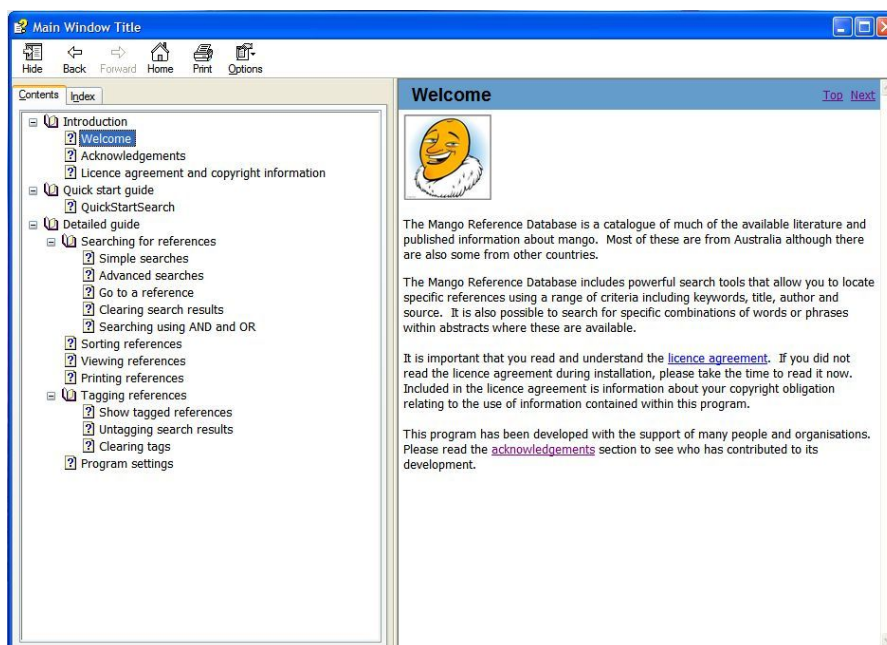 Main Window Title
Hide Back Forward Home Print Options
Contents Index
Introduction
Welcome
Acknowledgements
Licence agreement and copyright information
Quick start guide
QuickStartSearch
Detailed guide
Searching for references
Simple searches
Advanced searches
Go to a reference
Clearing search results
Searching using AND and OR
Sorting references
Viewing references
Printing references
Tagging references
Show tagged references
Untagging search results
Clearing tags
Program settings
Welcome Top Next
The Mango Reference Database is a catalogue of much of the available literature and
published information about mango.  Most of these are from Australia although there
are also some from other countries.
The Mango Reference Database includes powerful search tools that allow you to locate
specific references using a range of criteria including keywords, title, author and
source.  It is also possible to search for specific combinations of words or phrases
within abstracts where these are available.
It is important that you read and understand the licence agreement.  If you did not
read the licence agreement during installation, please take the time to read it now.
Included in the licence agreement is information about your copyright obligation
relating to the use of information contained within this program.
This program has been developed with the support of many people and organisations.
Please read the acknowledgements section to see who has contributed to its
development.